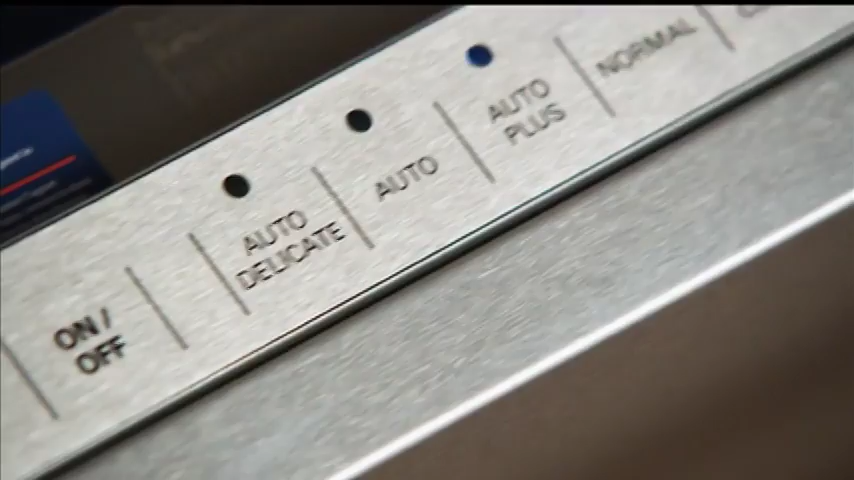 ON /
OFF
AUTO
DELICATE
AUTO
AUTO
PLUS
NORMAL